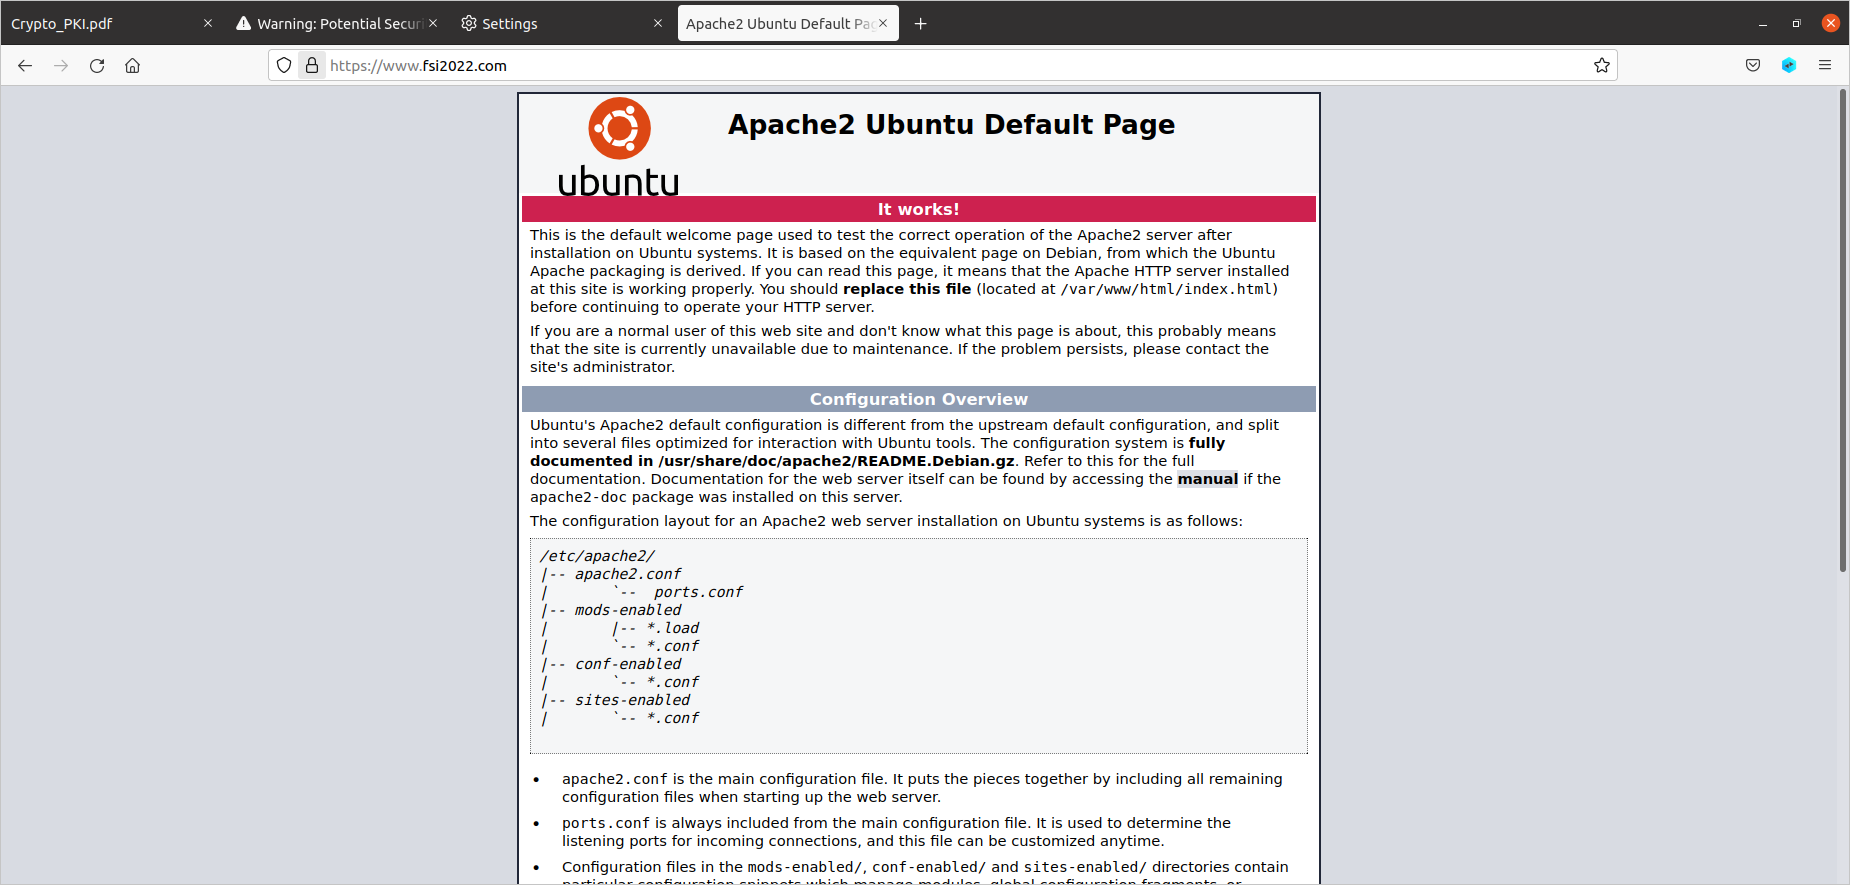 Crypto_PKI.pdf
Warning: Potential Securi
Settings
Apache2 Ubuntu Default Pag
https://www.fsi2022.com
ubuntu
Apache2 Ubuntu Default Page
It works!
This is the default welcome page used to test the correct operation of the Apache2 server after
installation on Ubuntu systems. It is based on the equivalent page on Debian, from which the Ubuntu
Apache packaging is derived. If you can read this page, it means that the Apache HTTP server installed
at this site is working properly. You should replace this file (located at /var/www/html/index.html)
before continuing to operate your HTTP server.
If you are a normal user of this web site and don't know what this page is about, this probably means
that the site is currently unavailable due to maintenance. If the problem persists, please contact the
site's administrator.
Configuration Overview
Ubuntu's Apache2 default configuration is different from the upstream default configuration, and split
into several files optimized for interaction with Ubuntu tools. The configuration system is fully
documented in /usr/share/doc/apache2/README.Debian.gz. Refer to this for the full
documentation. Documentation for the web server itself can be found by accessing the manual if the
apache2-doc package was installed on this server.
The configuration layout for an Apache2 web server installation on Ubuntu systems is as follows:
/etc/apache2/
|-- apache2.conf
|       `--  ports.conf
|-- mods-enabled
|       |-- *.load
|       `-- *.conf
|-- conf-enabled
|       `-- *.conf
|-- sites-enabled
|       `-- *.conf
• apache2.conf is the main configuration file. It puts the pieces together by including all remaining
configuration files when starting up the web server.
• ports.conf is always included from the main configuration file. It is used to determine the
listening ports for incoming connections, and this file can be customized anytime.
• Configuration files in the mods-enabled/, conf-enabled/ and sites-enabled/ directories contain
particular configuration snippets which manage modules, global configuration fragments, or